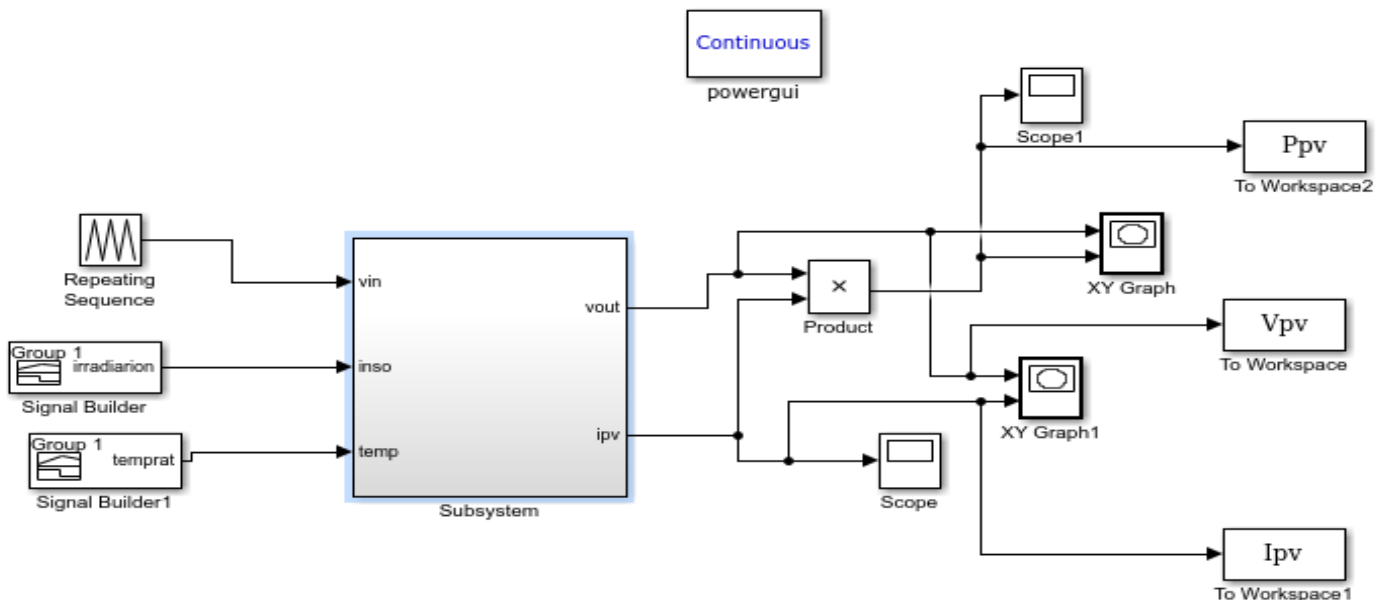 Continuous
powergui
Scope1
Ppv
To Workspace2
Repeating
Sequence
vin
vout
×
Product
XY Graph
Group 1
irradiarion
Signal Builder
inso
Vpv
To Workspace
Group 1
temprat
Signal Builder1
temp
ipv
Subsystem
XY Graph1
Scope
Ipv
To Workspace1